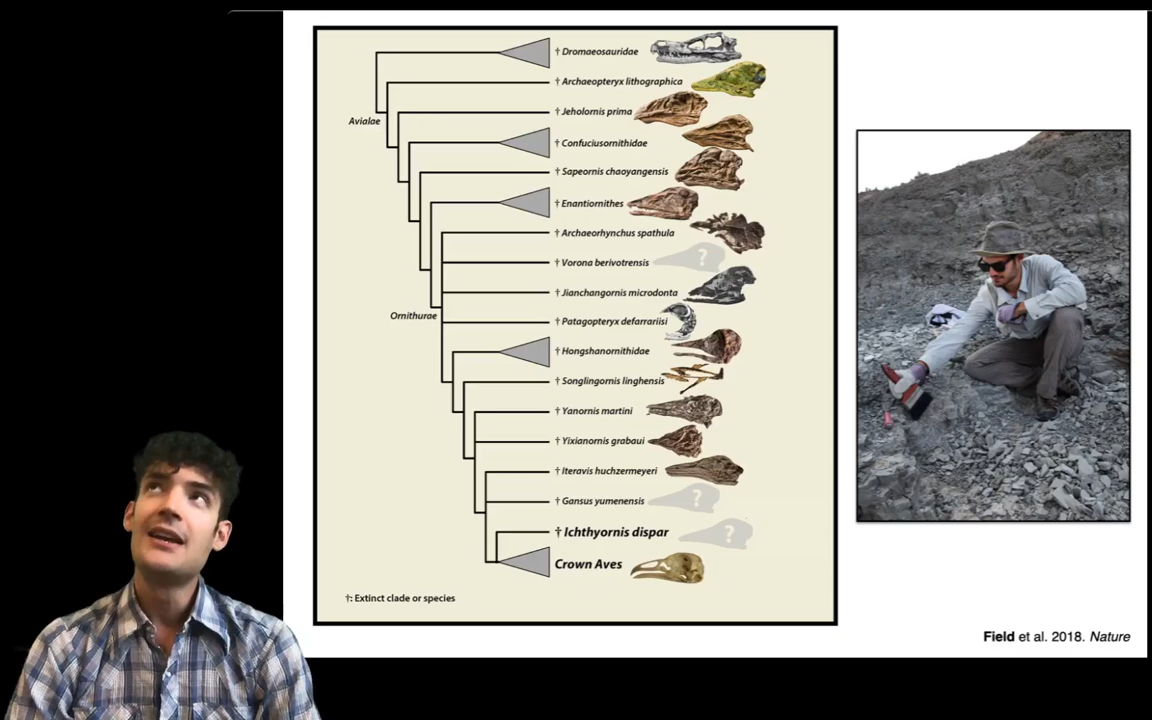 † Dromaeosauridae
† Archaeopteryx lithographica
† Jeholornis prima
Avialae
† Confuciusornithidae
† Sapeornis chaoyangensis
† Enantiornithes
† Archaeorhynchus spathula
† Vorona berivotrensis
?
† Jianchangornis microdonta
Ornithurae
† Patagopteryx defarrariisi
† Hongshanornithidae
† Songlingornis linghensis
† Yanornis martini
† Yixianornis grabaui
† Iteravis huchzermeyeri
† Gansus yumenensis
?
† Ichthyornis dispar
?
Crown Aves
†: Extinct clade or species
Field et al. 2018. Nature